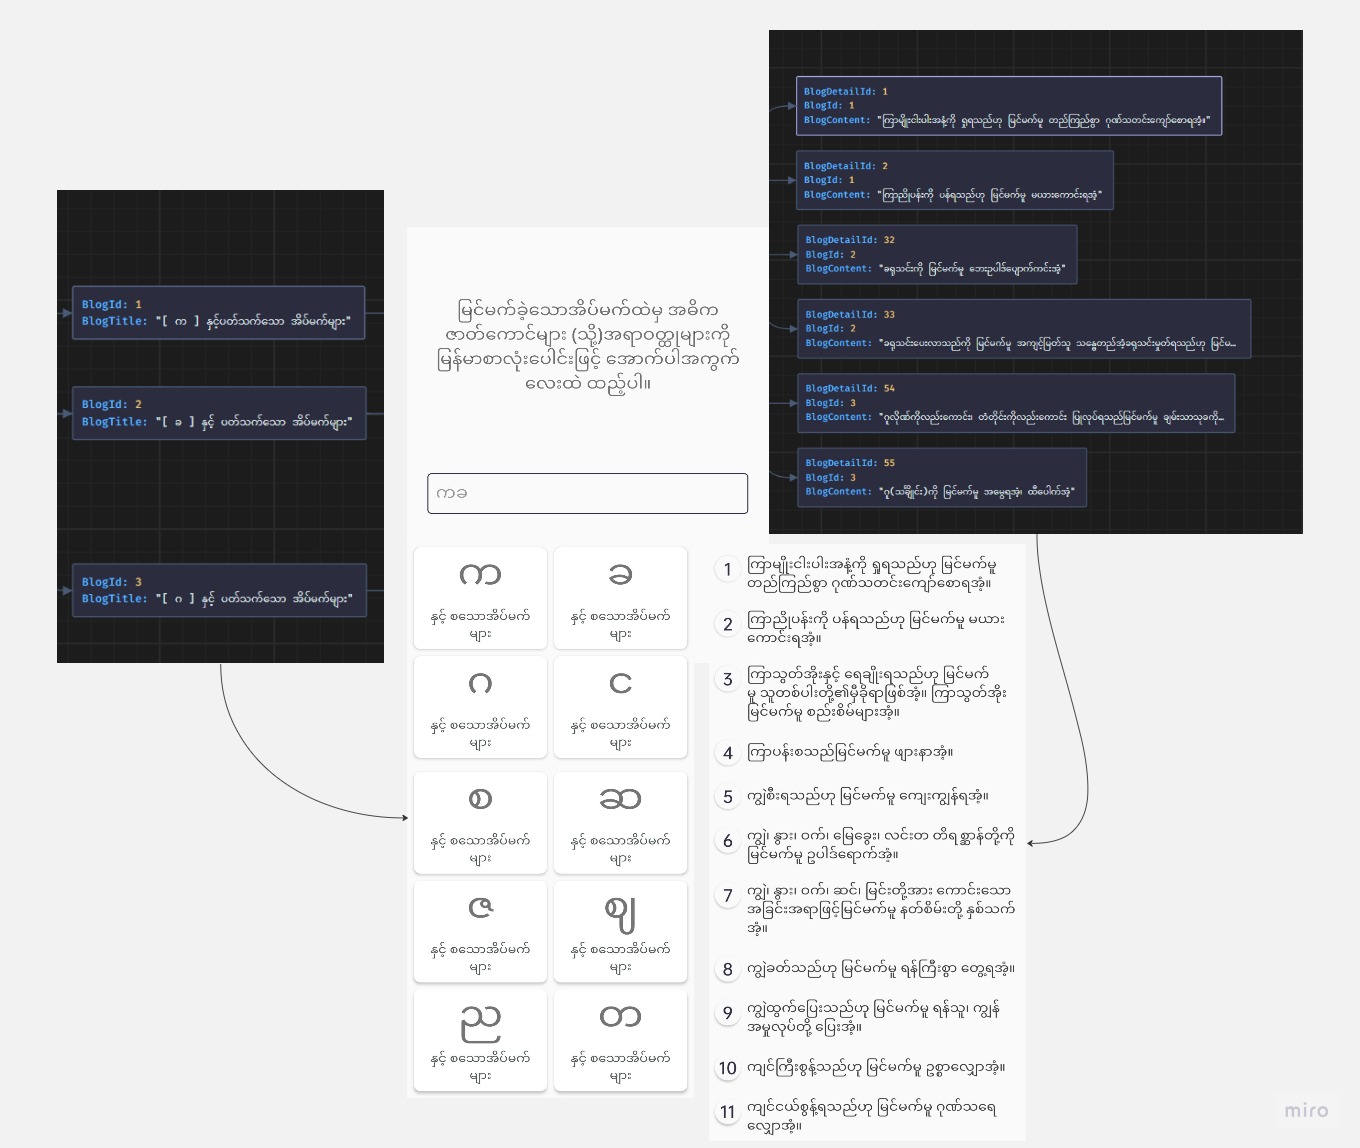 BlogDetailId: 1
BlogId: 1
BlogContent: "ကြာမျိုးငါးပါးအနံ့ကို ရှူရသည်ဟု မြင်မက်မူ တည်ကြည်စွာ ဂုဏ်သတင်းကျော်စောရအံ့။"
BlogDetailId: 2
BlogId: 1
BlogContent: "ကြာညိုပန်းကို ပန်ရသည်ဟု မြင်မက်မူ မယားကောင်းရအံ့"
BlogDetailId: 32
BlogId: 2
BlogContent: "ခရုသင်းကို မြင်မက်မူ ဘေးဥပါဒ်ပျောက်ကင်းအံ့"
BlogDetailId: 33
BlogId: 2
BlogContent: "ခရုသင်းပေးလာသည်ကို မြင်မက်မူ အကျင့်မြတ်သူ သန္ဓေတည်အံ့ခရုသင်းမှုတ်ရသည်ဟု မြင်မ…
BlogDetailId: 54
BlogId: 3
BlogContent: "ဂူလိုဏ်ကိုလည်းကောင်း၊ တံတိုင်းကိုလည်းကောင်း ပြုလုပ်ရသည်မြင်မက်မူ ချမ်းသာသုခကို…
BlogDetailId: 55
BlogId: 3
BlogContent: "ဂူ(သင်္ချိုင်း)ကို မြင်မက်မူ အမွေရအံ့၊ ထီပေါက်အံ့"
BlogId: 1
BlogTitle: "[ က ] နှင့်ပတ်သက်သော အိပ်မက်များ"
BlogId: 2
BlogTitle: "[ ခ ] နှင့် ပတ်သက်သော အိပ်မက်များ"
BlogId: 3
BlogTitle: "[ ဂ ] နှင့် ပတ်သက်သော အိပ်မက်များ"
မြင်မက်ခဲ့သောအိပ်မက်ထဲမှ အဓိက
ဇာတ်ကောင်များ (သို့)အရာဝတ္ထုများကို
မြန်မာစာလုံးပေါင်းဖြင့် အောက်ပါအကွက်
လေးထဲ ထည့်ပါ။
ကခ
က ခ
နှင့် စသောအိပ်မက် နှင့် စသောအိပ်မက်
များ များ
ဂ င
နှင့် စသောအိပ်မက် နှင့် စသောအိပ်မက်
များ များ
စ ဆ
နှင့် စသောအိပ်မက် နှင့် စသောအိပ်မက်
များ များ
ဇ ဈ
နှင့် စသောအိပ်မက် နှင့် စသောအိပ်မက်
များ များ
ည တ
နှင့် စသောအိပ်မက် နှင့် စသောအိပ်မက်
များ များ
1 ကြာမျိုးငါးပါးအနံ့ကို ရှူရသည်ဟု မြင်မက်မူ
တည်ကြည်စွာ ဂုဏ်သတင်းကျော်စောရအံ့။
2 ကြာညိုပန်းကို ပန်ရသည်ဟု မြင်မက်မူ မယား
ကောင်းရအံ့။
3 ကြာသွတ်အိုးနှင့် ရေချိုးရသည်ဟု မြင်မက်
မူ သူတစ်ပါးတို့၏မှီခိုရာဖြစ်အံ့။ ကြာသွတ်အိုး
မြင်မက်မူ စည်းစိမ်များအံ့။
4 ကြာပန်းစသည်မြင်မက်မူ ဖျားနာအံ့။
5 ကျွဲစီးရသည်ဟု မြင်မက်မူ ကျေးကျွန်ရအံ့။
6 ကျွဲ၊ နွား၊ ဝက်၊ မြေခွေး၊ လင်းတ တိရစ္ဆာန်တို့ကို
မြင်မက်မူ ဥပါဒ်ရောက်အံ့။
7 ကျွဲ၊ နွား၊ ဝက်၊ ဆင်၊ မြင်းတို့အား ကောင်းသော
အခြင်းအရာဖြင့်မြင်မက်မူ နတ်စိမ်းတို့ နှစ်သက်
အံ့။
8 ကျွဲခတ်သည်ဟု မြင်မက်မူ ရန်ကြီးစွာ တွေ့ရအံ့။
9 ကျွဲထွက်ပြေးသည်ဟု မြင်မက်မူ ရန်သူ၊ ကျွန်
အမှုလုပ်တို့ ပြေးအံ့။
10 ကျင်ကြီးစွန့်သည်ဟု မြင်မက်မူ ဥစ္စာလျှောအံ့။
11 ကျင်ငယ်စွန့်ရသည်ဟု မြင်မက်မူ ဂုဏ်သရေ
လျှောအံ့။
miro